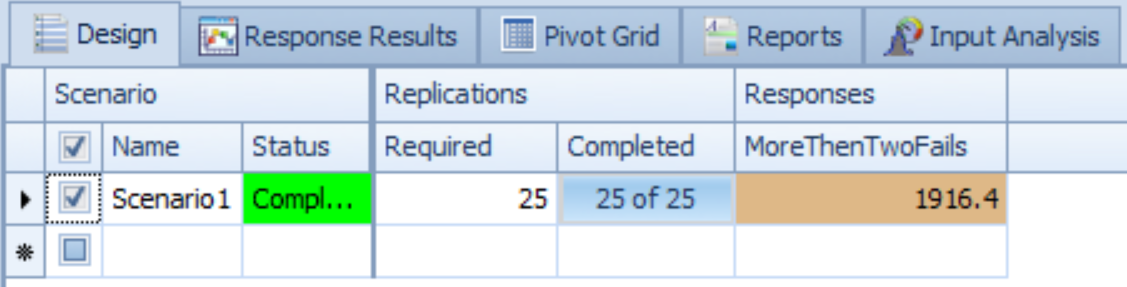 Design Response Results Pivot Grid Reports Input Analysis
Scenario Replications Responses
Name Status Required Completed MoreThenTwoFails
Scenario1 Compl... 25 25 of 25 1916.4